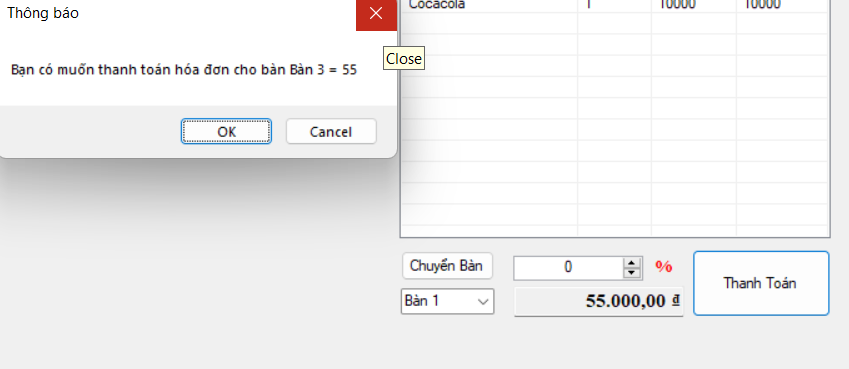 Thông báo
Cocacola 1 10000 10000
Close
Bạn có muốn thanh toán hóa đơn cho bàn Bàn 3 = 55
OK Cancel
Chuyển Bàn 0 % Thanh Toán
Bàn 1 55.000,00 ₫